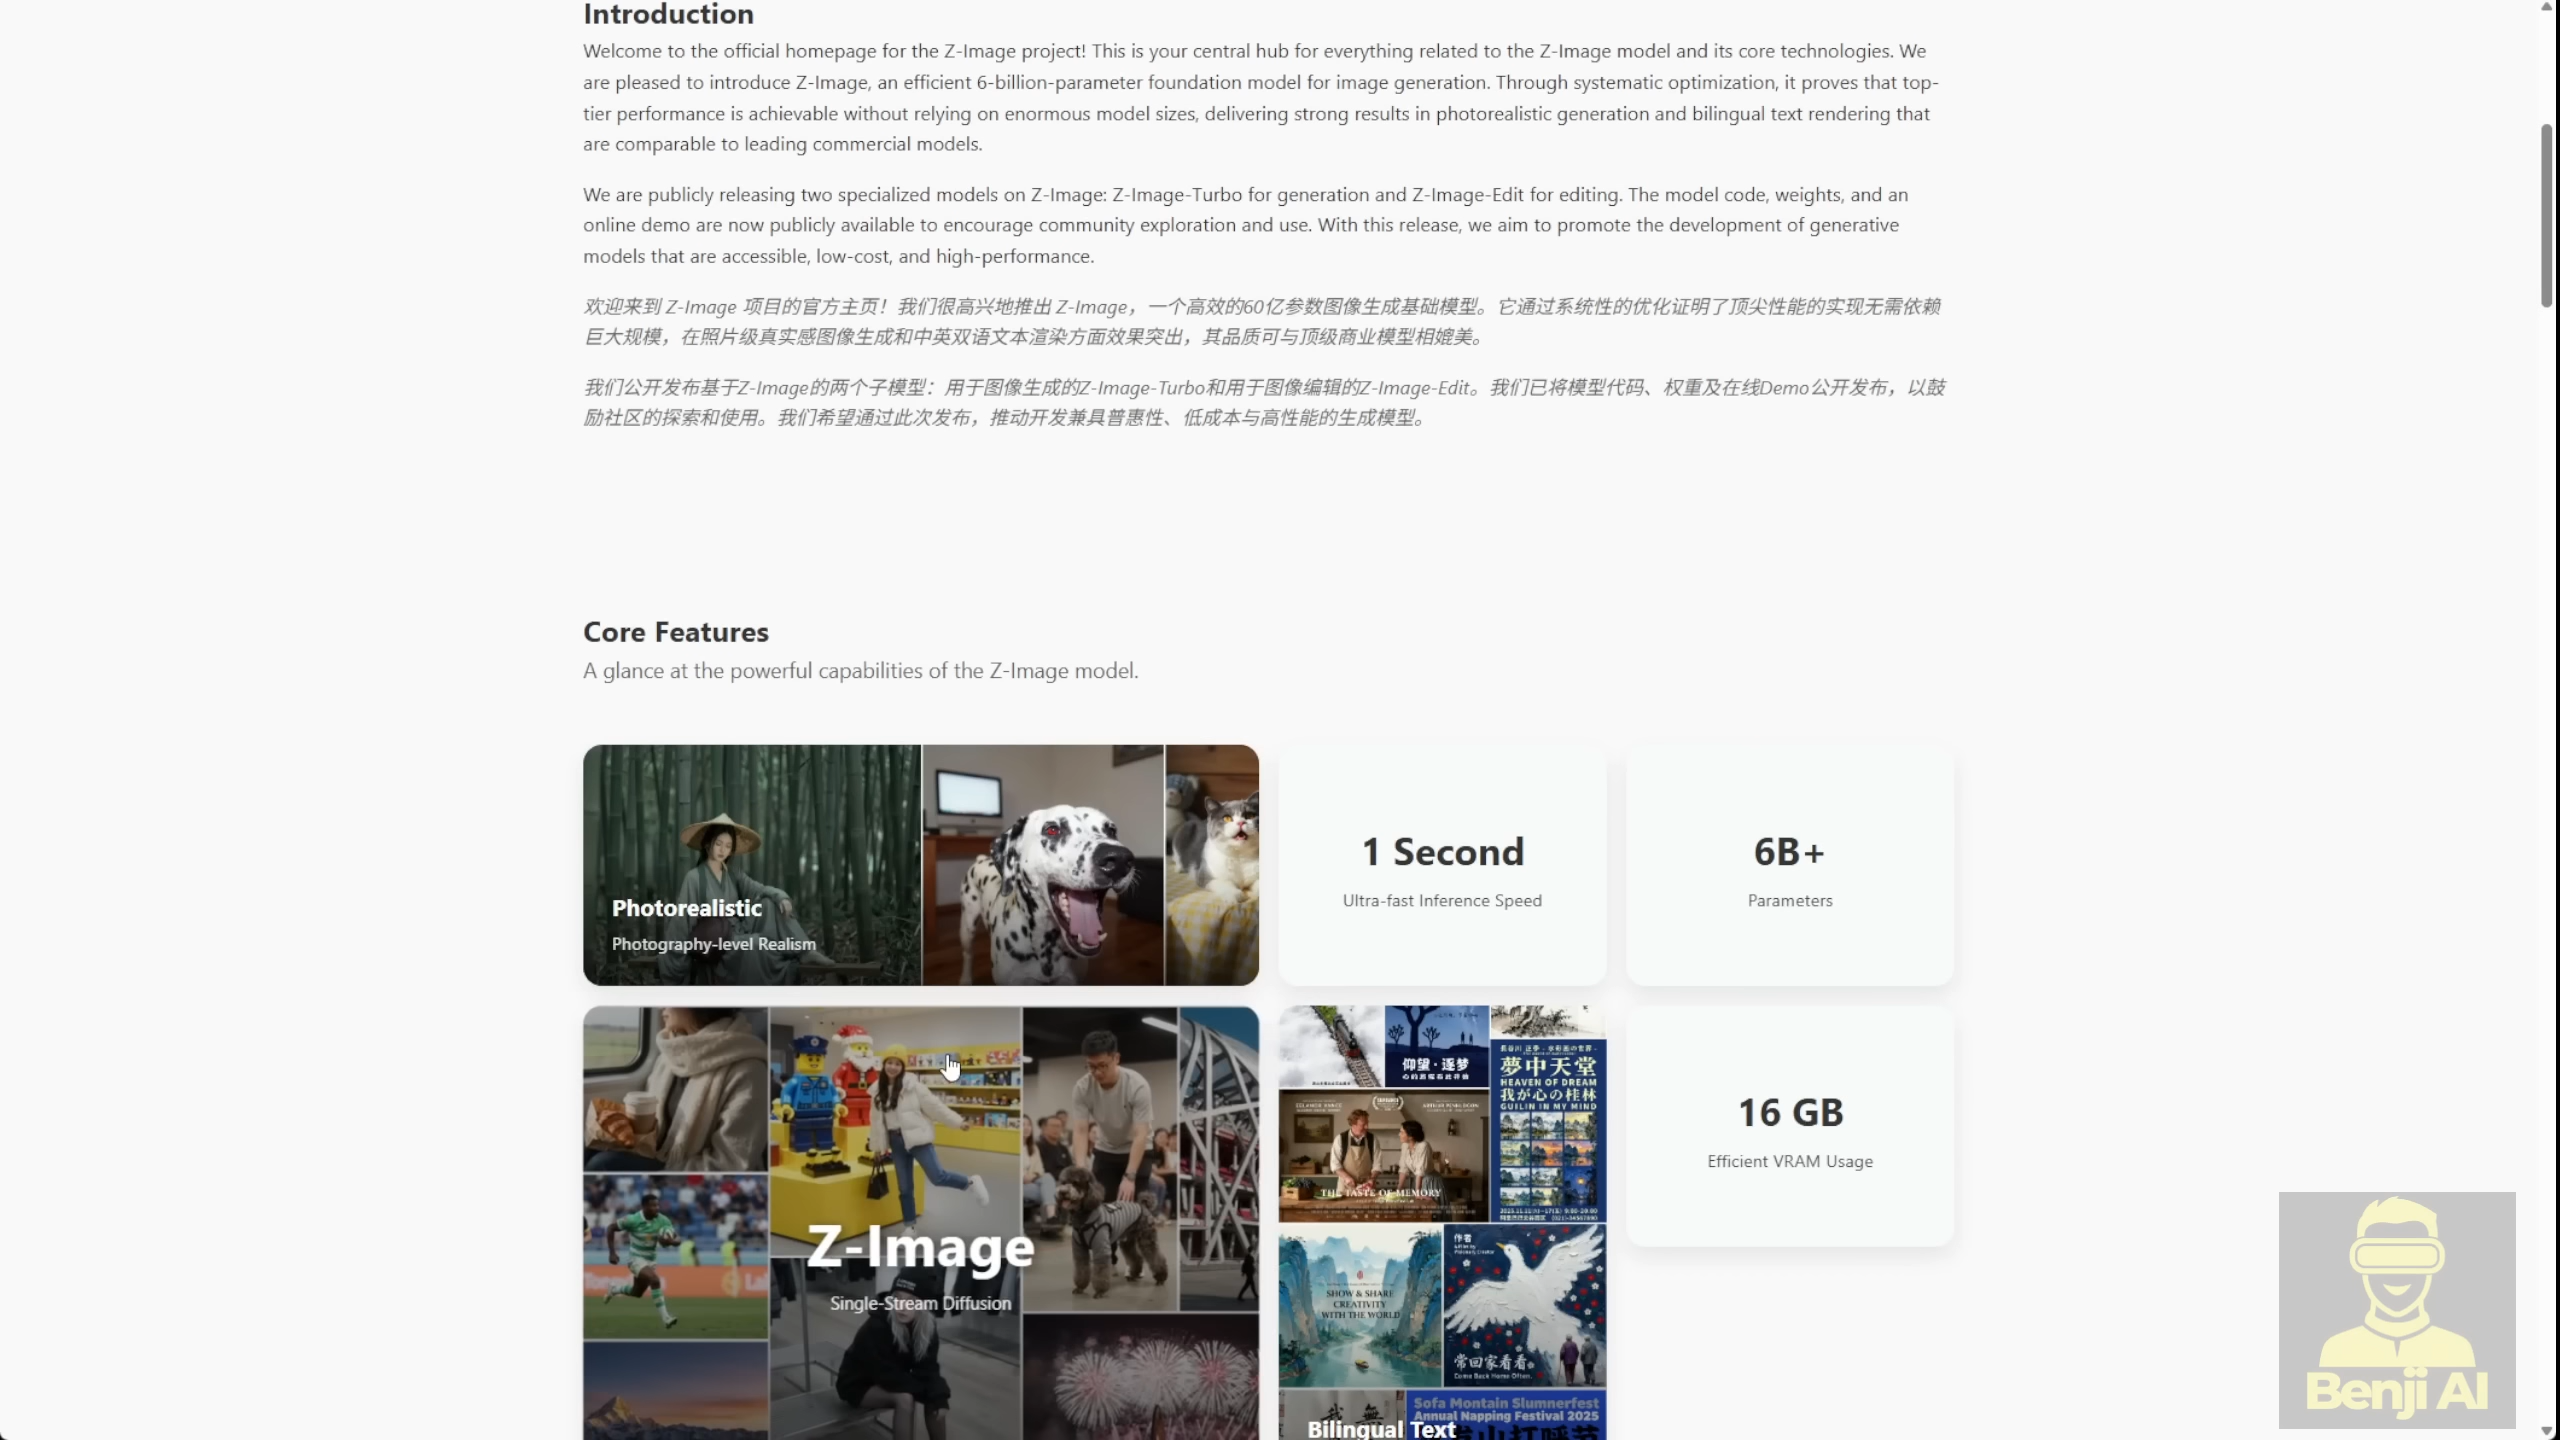 Introduction
Welcome to the official homepage for the Z-Image project! This is your central hub for everything related to the Z-Image model and its core technologies. We
are pleased to introduce Z-Image, an efficient 6-billion-parameter foundation model for image generation. Through systematic optimization, it proves that top-
tier performance is achievable without relying on enormous model sizes, delivering strong results in photorealistic generation and bilingual text rendering that
are comparable to leading commercial models.
We are publicly releasing two specialized models on Z-Image: Z-Image-Turbo for generation and Z-Image-Edit for editing. The model code, weights, and an
online demo are now publicly available to encourage community exploration and use. With this release, we aim to promote the development of generative
models that are accessible, low-cost, and high-performance.
欢迎来到 Z-Image 项目的官方主页！我们很高兴地推出 Z-Image，一个高效的60亿参数图像生成基础模型。它通过系统性的优化证明了顶尖性能的实现无需依赖
巨大规模，在照片级真实感图像生成和中英双语文本渲染方面效果突出，其品质可与顶级商业模型相媲美。
我们公开发布基于Z-Image的两个子模型：用于图像生成的Z-Image-Turbo和用于图像编辑的Z-Image-Edit。我们已将模型代码、权重及在线Demo公开发布，以鼓
励社区的探索和使用。我们希望通过此次发布，推动开发兼具普惠性、低成本与高性能的生成模型。
Core Features
A glance at the powerful capabilities of the Z-Image model.
Photorealistic
Photography-level Realism
1 Second
Ultra-fast Inference Speed
6B+
Parameters
Z-Image
Single-Stream Diffusion
仰望·逐梦
夢中天堂
HEAVEN OF DREAM
我が心の桂林
GUILIN IN MY MIND
THE TASTE OF MEMORY
SHOW & SHARE
CREATIVITY
WITH THE WORLD
作者
常回家看看
Come Back Home Often.
Sofa Montain Slumnerfest
Annual Napping Festival 2025
Bilingual Text
16 GB
Efficient VRAM Usage
Benji AI